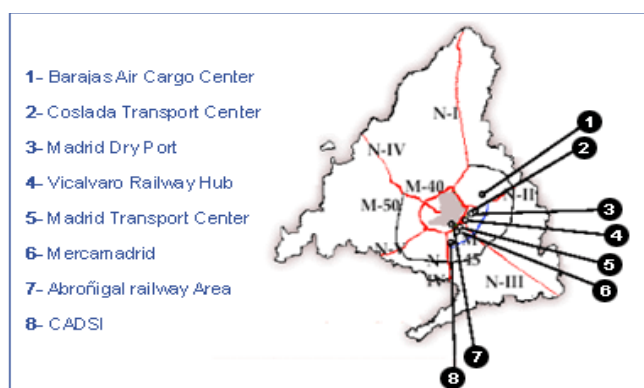 1- Barajas Air Cargo Center
2- Coslada Transport Center
3- Madrid Dry Port
4- Vicalvaro Railway Hub
5- Madrid Transport Center
6- Mercamadrid
7- Abroñigal railway Area
8- CADSI
N-I
N-IV
M-40
M-50
N-II
N-V
N-III
IV
1
2
3
4
5
6
7
8